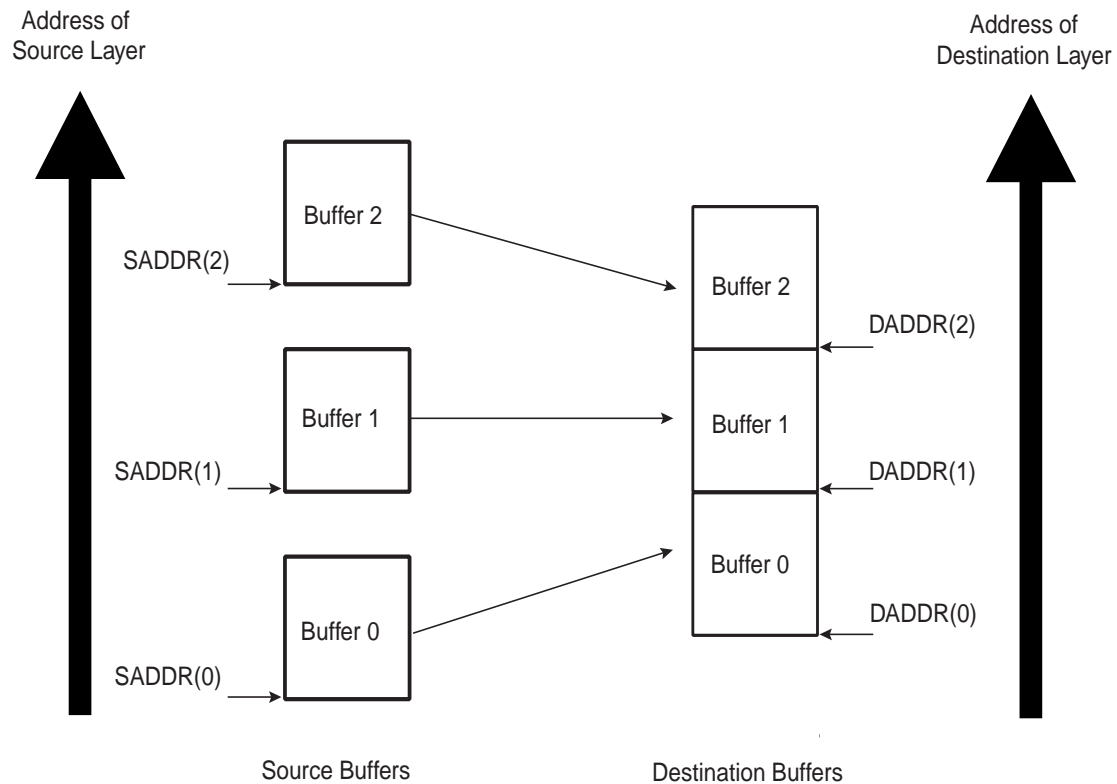 Address of
Source Layer
Address of
Destination Layer
Buffer 2
SADDR(2)
Buffer 2
DADDR(2)
Buffer 1
Buffer 1
SADDR(1)
DADDR(1)
Buffer 0
Buffer 0
DADDR(0)
SADDR(0)
Source Buffers
Destination Buffers